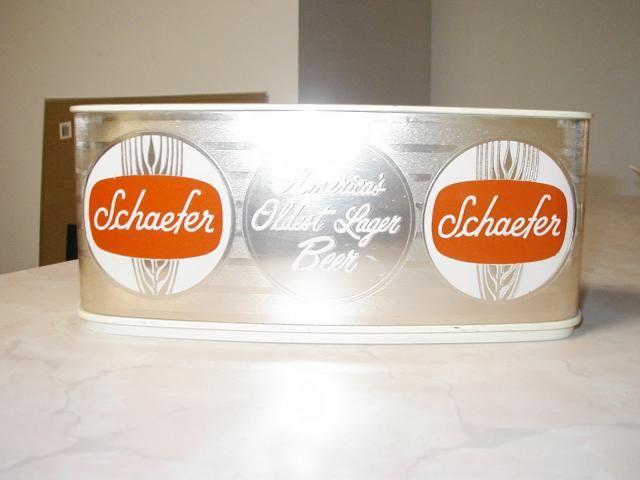 Schaefer
America's
Oldest Lager
Beer
Schaefer